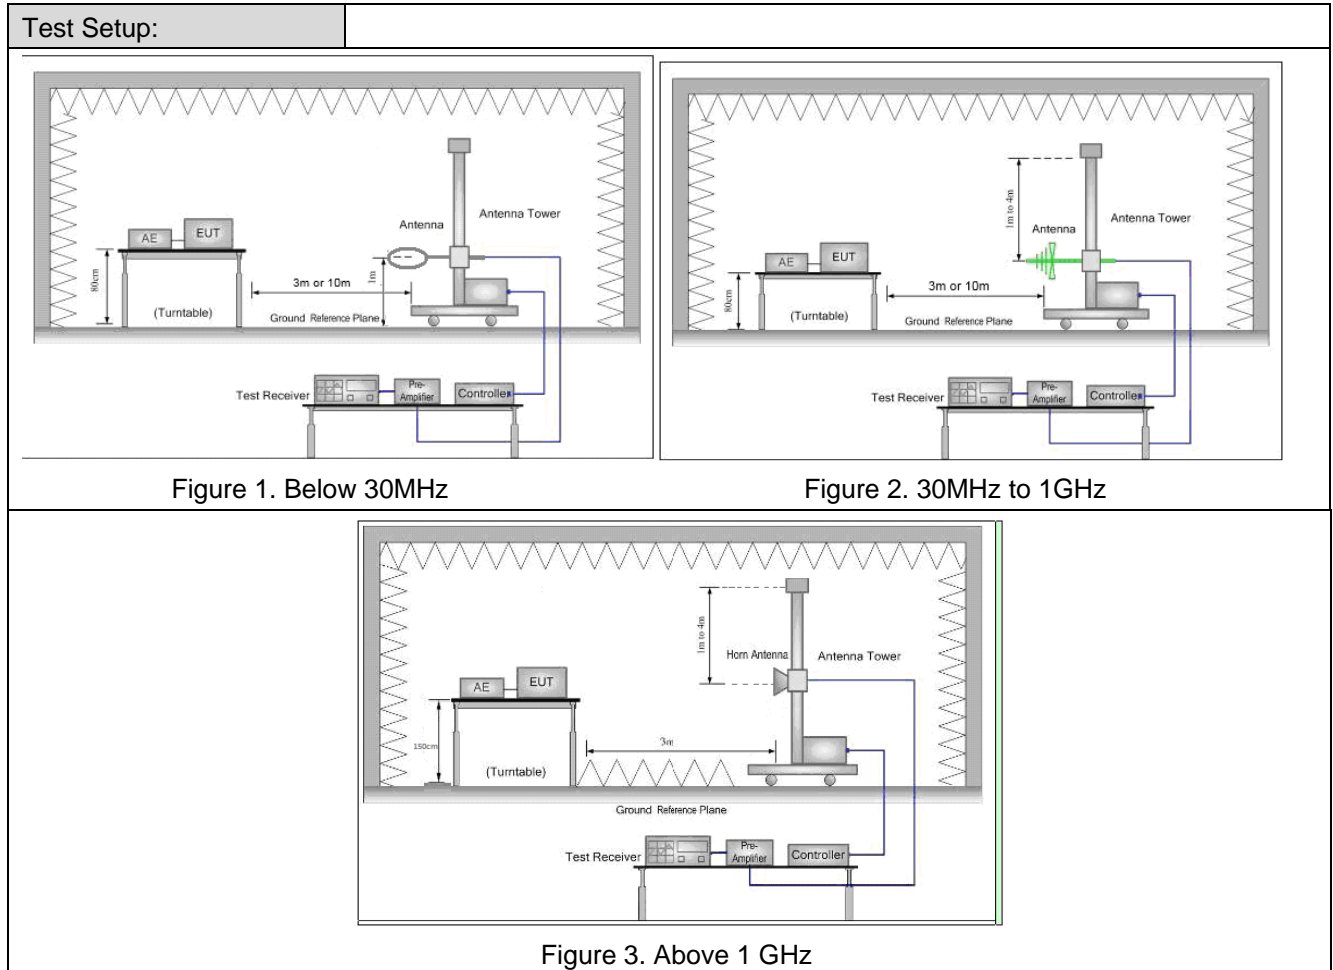 Test Setup:
Antenna
Antenna Tower
AE
EUT
80cm
1m
3m or 10m
(Turntable)
Ground Reference Plane
Test Receiver
Pre-
Amplifier
Controller
Figure 1. Below 30MHz
1m to 4m
Antenna
Antenna Tower
AE
EUT
80cm
3m or 10m
(Turntable)
Ground Reference Plane
Test Receiver
Pre-
Amplifier
Controller
Figure 2. 30MHz to 1GHz
1m to 4m
Horn Antenna
Antenna Tower
AE
EUT
150cm
3m
(Turntable)
Ground Reference Plane
Test Receiver
Pre-
Amplifier
Controller
Figure 3. Above 1 GHz